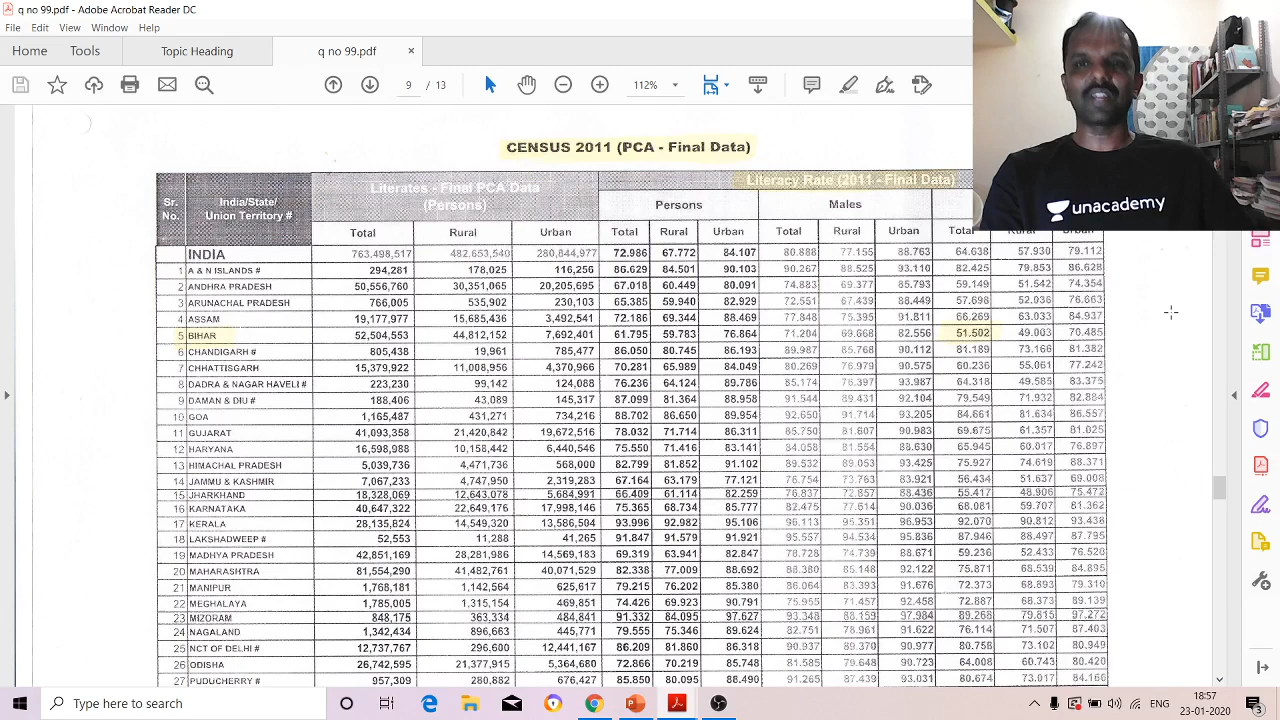 q no 99.pdf - Adobe Acrobat Reader DC
File Edit View Window Help
Home Tools Topic Heading q no 99.pdf ×
9 / 13 112%
unacademy
CENSUS 2011 (PCA - Final Data)
Sr. No. India/State/ Union Territory # Literates - Final PCA Data (Persons) Literacy Rate (2011 - Final Data)
Persons Males
Total Rural Urban Total Rural Urban Total Rural Urban Total Rural Urban
INDIA 763,498,517 482,653,540 280,844,977 72.986 67.772 84.107 80.888 77.155 88.763 64.638 57.930 79.112
1 A & N ISLANDS # 294,281 178,025 116,256 86.629 84.501 90.103 90.267 88.525 93.110 82.425 79.853 86.628
2 ANDHRA PRADESH 50,556,760 30,351,065 20,205,695 67.018 60.449 80.091 74.883 69.377 85.793 59.149 51.542 74.354
3 ARUNACHAL PRADESH 766,005 535,902 230,103 65.385 59.940 82.929 72.551 67.439 88.449 57.698 52.036 76.663
4 ASSAM 19,177,977 15,685,436 3,492,541 72.186 69.344 88.469 77.848 75.395 91.811 66.269 63.033 84.937
5 BIHAR 52,504,553 44,812,152 7,692,401 61.795 59.783 76.864 71.204 69.668 82.556 51.502 49.003 70.485
6 CHANDIGARH # 805,438 19,961 785,477 86.050 80.745 86.193 89.987 85.768 90.112 81.189 73.166 81.382
7 CHHATTISGARH 15,379,922 11,008,956 4,370,966 70.281 65.989 84.049 80.269 76.979 90.575 60.236 55.061 77.242
8 DADRA & NAGAR HAVELI # 223,230 99,142 124,088 76.236 64.124 89.786 85.174 76.397 93.987 64.318 49.585 83.375
9 DAMAN & DIU # 188,406 43,089 145,317 87.099 81.364 88.958 91.544 89.431 92.104 79.549 71.932 82.884
10 GOA 1,165,487 431,271 734,216 88.702 86.650 89.954 92.650 91.714 93.205 84.661 81.634 86.557
11 GUJARAT 41,093,358 21,420,842 19,672,516 78.032 71.714 86.311 85.750 81.607 90.983 69.675 61.357 81.025
12 HARYANA 16,598,988 10,158,442 6,440,546 75.550 71.416 83.141 84.058 81.554 88.630 65.945 60.017 76.897
13 HIMACHAL PRADESH 5,039,736 4,471,736 568,000 82.799 81.852 91.102 89.532 89.053 93.425 75.927 74.619 88.371
14 JAMMU & KASHMIR 7,067,233 4,747,950 2,319,283 67.164 63.179 77.121 76.754 73.763 83.921 56.434 51.637 69.008
15 JHARKHAND 18,328,069 12,643,078 5,684,991 66.409 61.114 82.259 76.837 72.857 88.436 55.417 48.906 75.472
16 KARNATAKA 40,647,322 22,649,176 17,998,146 75.365 68.734 85.777 82.475 77.614 90.036 68.081 59.707 81.362
17 KERALA 28,135,824 14,549,320 13,586,504 93.996 92.982 95.106 96.113 95.351 96.953 92.070 90.812 93.438
18 LAKSHADWEEP # 52,553 11,288 41,265 91.847 91.579 91.921 95.557 94.534 95.836 87.946 88.497 87.795
19 MADHYA PRADESH 42,851,169 28,281,986 14,569,183 69.319 63.941 82.847 78.728 74.739 88.671 59.236 52.433 76.520
20 MAHARASHTRA 81,554,290 41,482,761 40,071,529 82.338 77.009 88.692 88.380 85.148 92.122 75.871 68.539 84.895
21 MANIPUR 1,768,181 1,142,564 625,617 79.215 76.202 85.380 86.064 83.393 91.676 72.373 68.893 79.310
22 MEGHALAYA 1,785,005 1,315,154 469,851 74.426 69.923 90.791 75.955 71.457 92.458 72.887 68.373 89.139
23 MIZORAM 848,175 363,334 484,841 91.332 84.095 97.627 93.348 88.159 97.984 89.268 79.815 97.272
24 NAGALAND 1,342,434 896,663 445,771 79.555 75.346 89.624 82.751 78.961 91.622 76.114 71.507 87.403
25 NCT OF DELHI # 12,737,767 296,600 12,441,167 86.209 81.860 86.318 90.937 89.370 90.977 80.758 73.102 80.949
26 ODISHA 26,742,595 21,377,915 5,364,680 72.866 70.219 85.748 81.585 79.648 90.723 64.008 60.743 80.420
27 PUDUCHERRY # 957,309 280,882 676,427 85.850 80.095 88.490 91.265 87.439 93.031 80.674 73.017 84.166
Type here to search ENG 18:57
23-01-2020 3